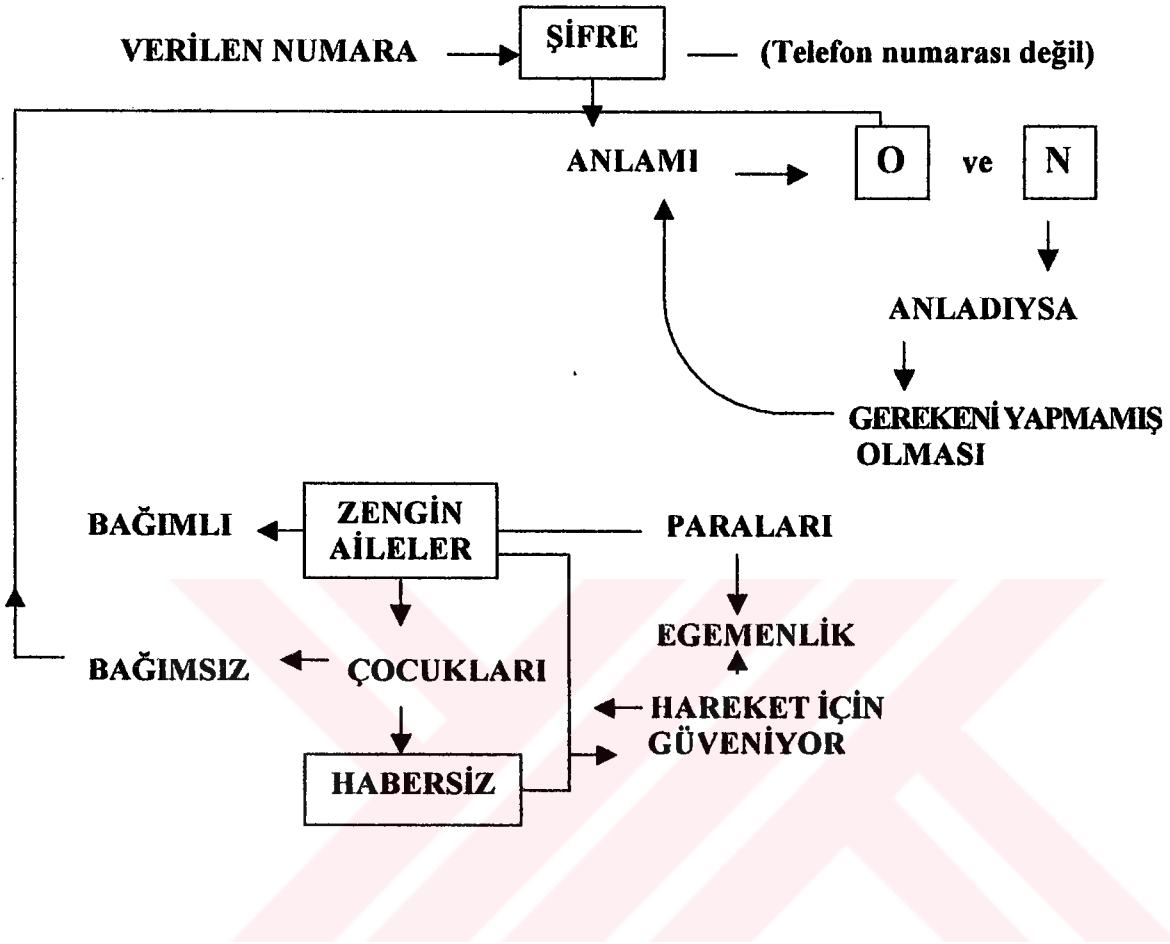 VERİLEN NUMARA ŞİFRE (Telefon numarası değil)
ANLAMI O ve N
ANLADIYSA
GEREKENİ YAPMAMIŞ
OLMASI
BAĞIMLI ZENGİN PARALARI
AİLELER
EGEMENLİK
BAĞIMSIZ ÇOCUKLARI
HAREKET İÇİN
GÜVENİYOR
HABERSİZ